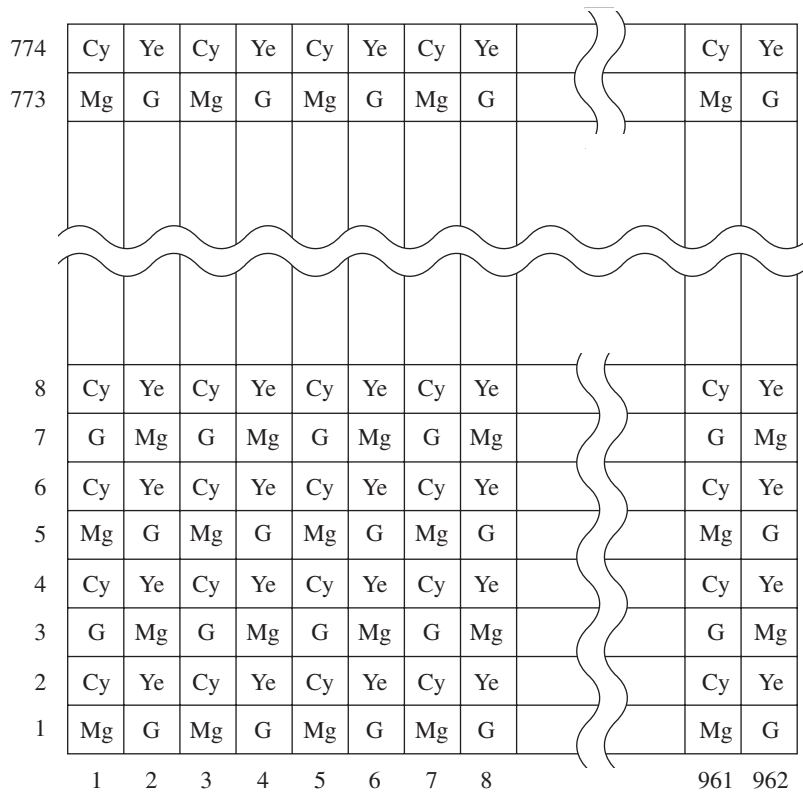 774 Cy Ye Cy Ye Cy Ye Cy Ye Cy Ye
773 Mg G Mg G Mg G Mg G Mg G
8 Cy Ye Cy Ye Cy Ye Cy Ye Cy Ye
7 G Mg G Mg G Mg G Mg G Mg
6 Cy Ye Cy Ye Cy Ye Cy Ye Cy Ye
5 Mg G Mg G Mg G Mg G Mg G
4 Cy Ye Cy Ye Cy Ye Cy Ye Cy Ye
3 G Mg G Mg G Mg G Mg G Mg
2 Cy Ye Cy Ye Cy Ye Cy Ye Cy Ye
1 Mg G Mg G Mg G Mg G Mg G
1 2 3 4 5 6 7 8 961 962